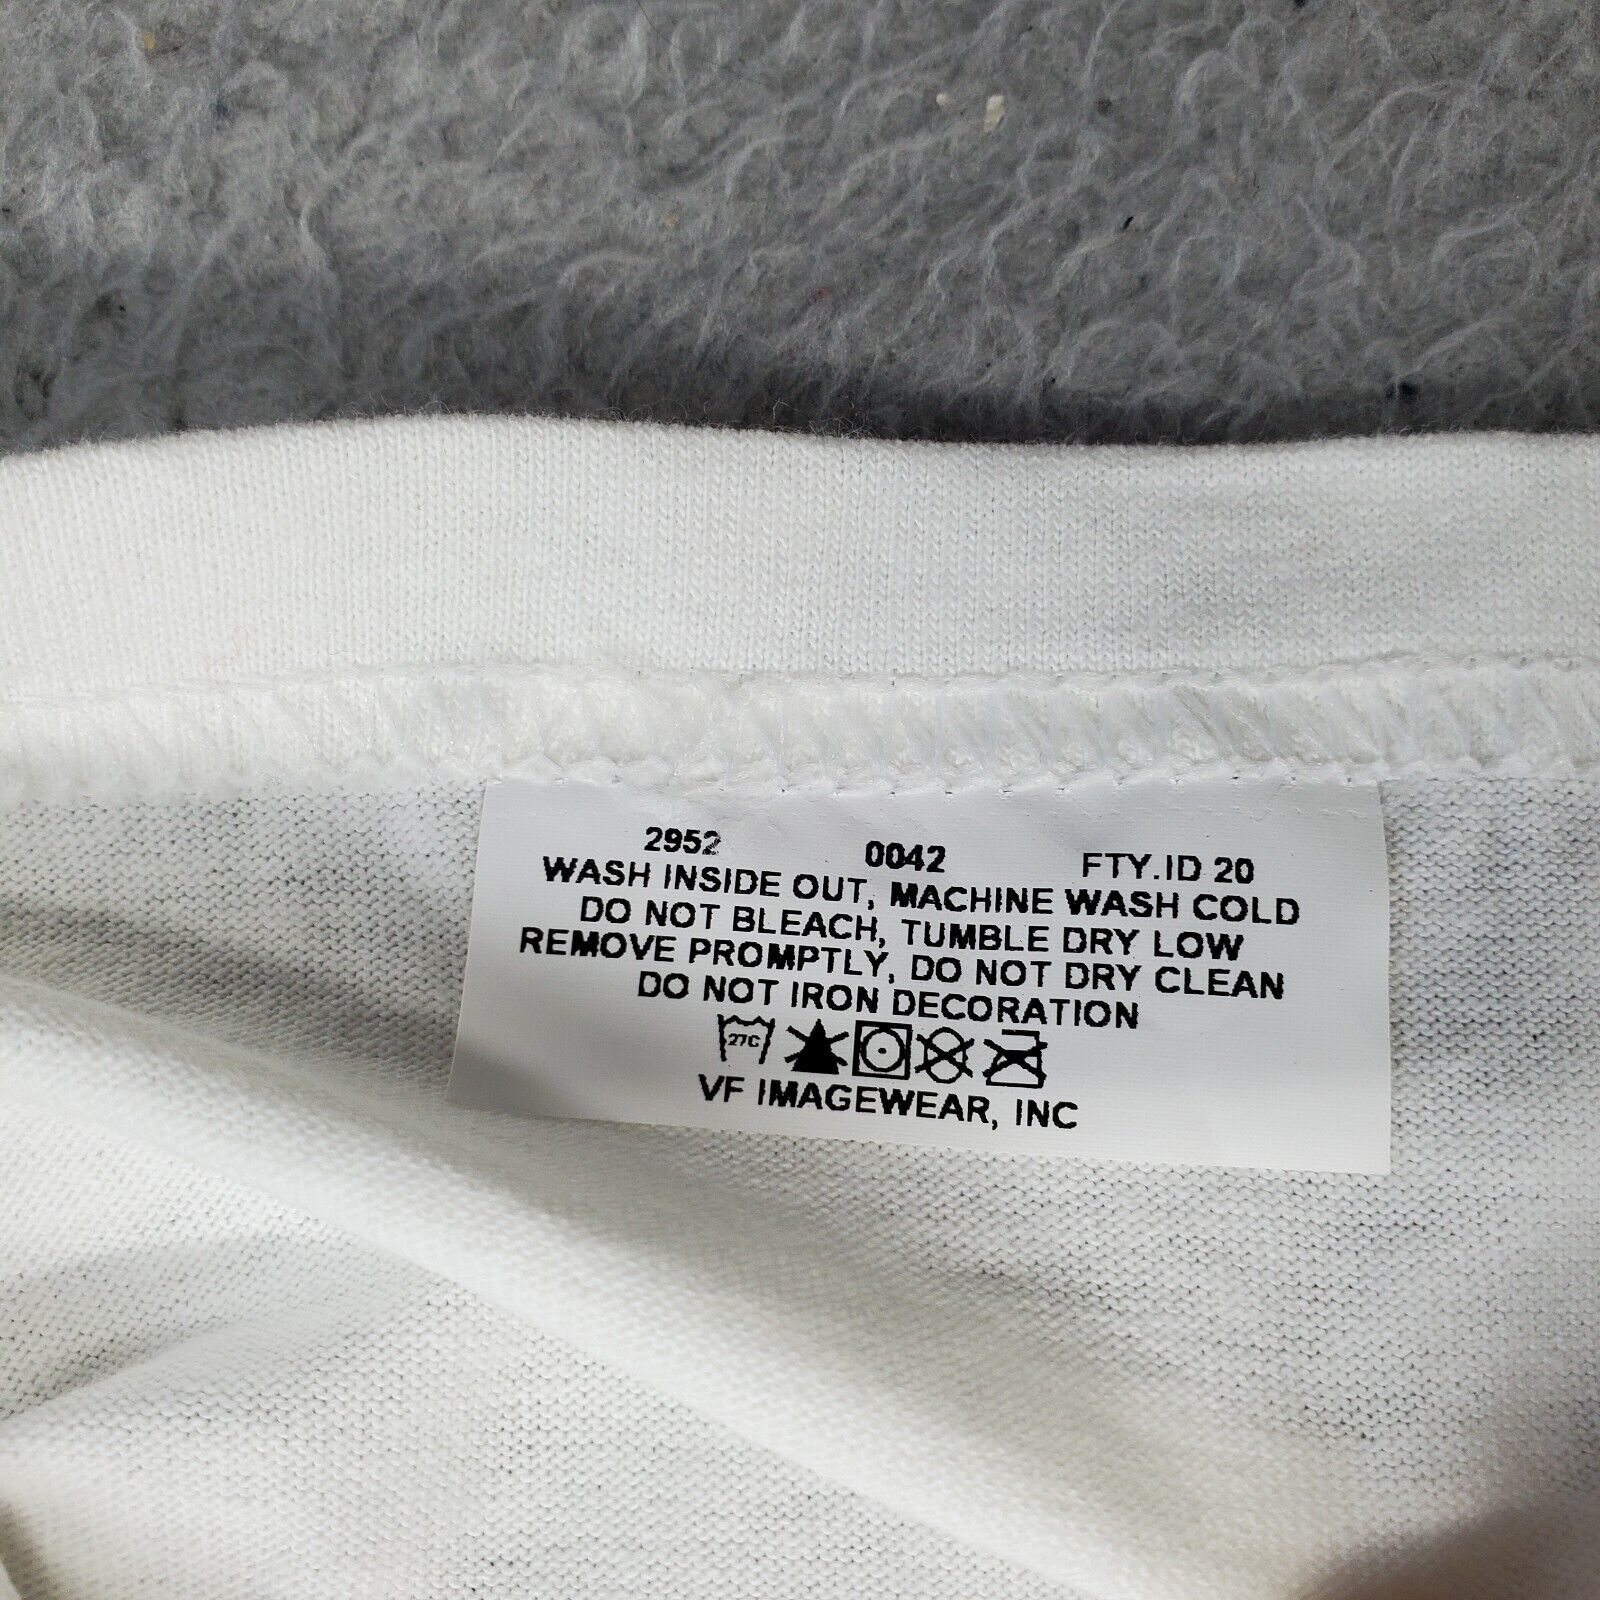 2952 0042 FTY.ID 20
WASH INSIDE OUT, MACHINE WASH COLD
DO NOT BLEACH, TUMBLE DRY LOW
REMOVE PROMPTLY, DO NOT DRY CLEAN
DO NOT IRON DECORATION
27C
VF IMAGEWEAR, INC